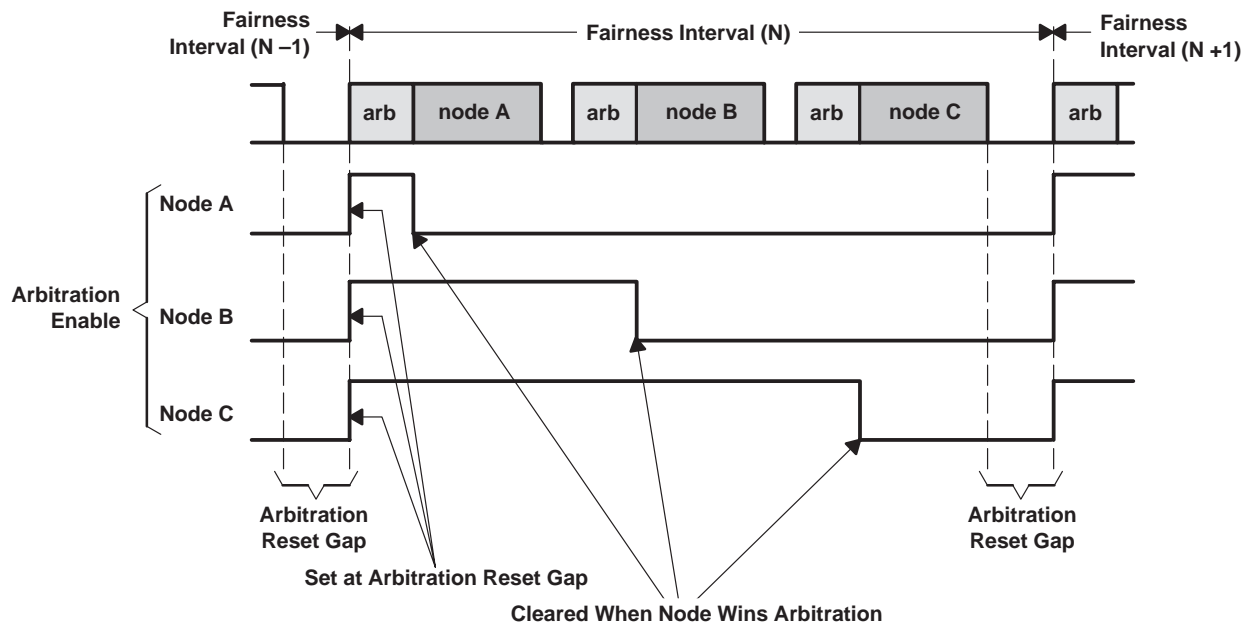 Fairness
Interval (N –1)
Fairness Interval (N)
Fairness
Interval (N +1)
arb
node A
arb
node B
arb
node C
arb
Arbitration
Enable
Node A
Node B
Node C
Arbitration
Reset Gap
Arbitration
Reset Gap
Set at Arbitration Reset Gap
Cleared When Node Wins Arbitration